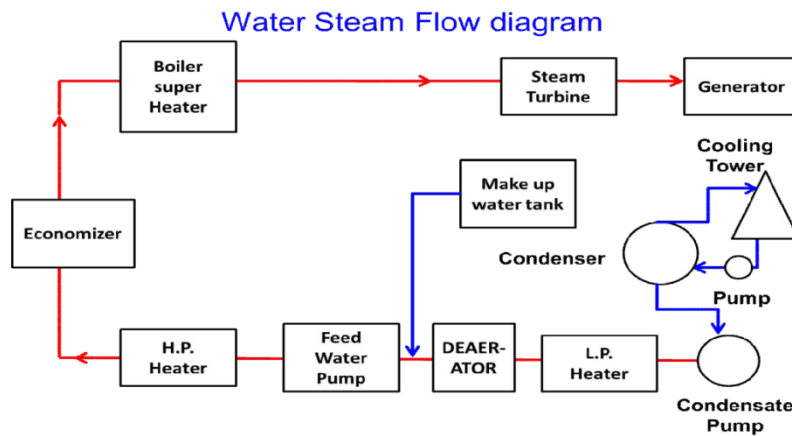 Water Steam Flow diagram
Boiler
super
Heater
Steam
Turbine
Generator
Cooling
Tower
Make up
water tank
Economizer
Condenser
Pump
H.P.
Heater
Feed
Water
Pump
DEAER-
ATOR
L.P.
Heater
Condensate
Pump